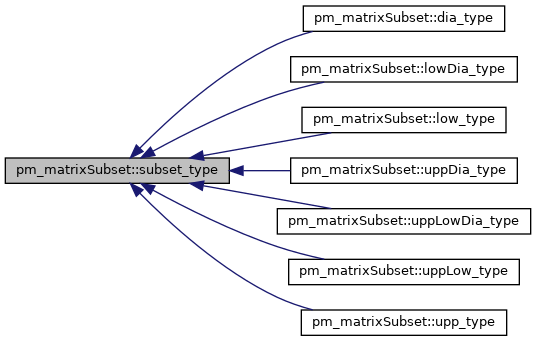 pm_matrixSubset::dia_type
pm_matrixSubset::lowDia_type
pm_matrixSubset::low_type
pm_matrixSubset::subset_type
pm_matrixSubset::uppDia_type
pm_matrixSubset::uppLowDia_type
pm_matrixSubset::uppLow_type
pm_matrixSubset::upp_type